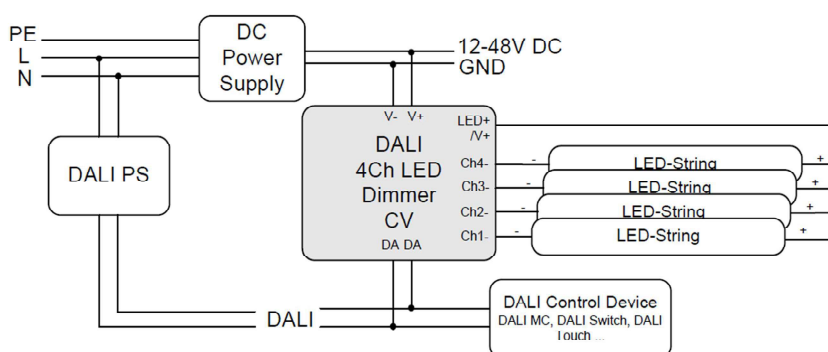 PE
L
N
DC
Power
Supply
12-48V DC
GND
DALI PS
V- V+
LED+
/V+
DALI
4Ch LED
Dimmer
CV
DA DA
Ch4-
Ch3-
Ch2-
Ch1-
- LED-String +
- LED-String +
- LED-String +
- LED-String +
DALI
DALI Control Device
DALI MC, DALI Switch, DALI
Touch ...